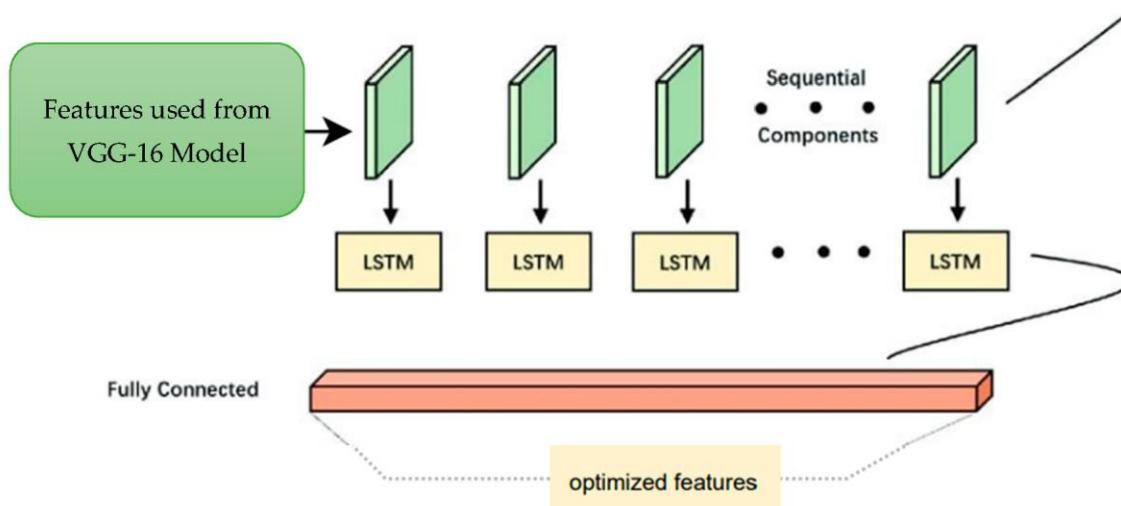 Features used from
VGG-16 Model
Sequential
Components
LSTM
LSTM
LSTM
LSTM
Fully Connected
optimized features